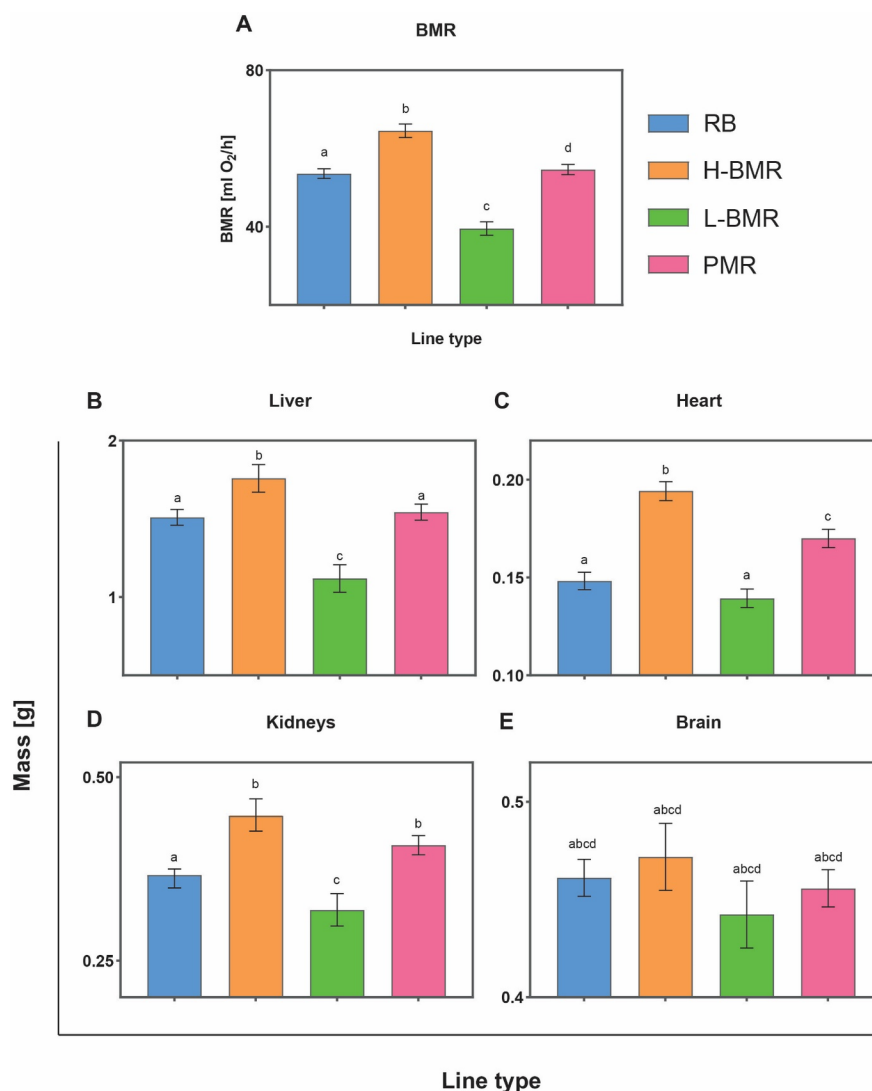 A
BMR
80
40
BMR [ml O₂/h]
a
b
c
d
Line type
RB
H-BMR
L-BMR
PMR
B
Liver
2
1
a
b
c
a
C
Heart
0.20
0.15
0.10
a
b
a
c
Mass [g]
D
Kidneys
0.50
0.25
a
b
c
b
E
Brain
0.5
0.4
abcd
abcd
abcd
abcd
Line type